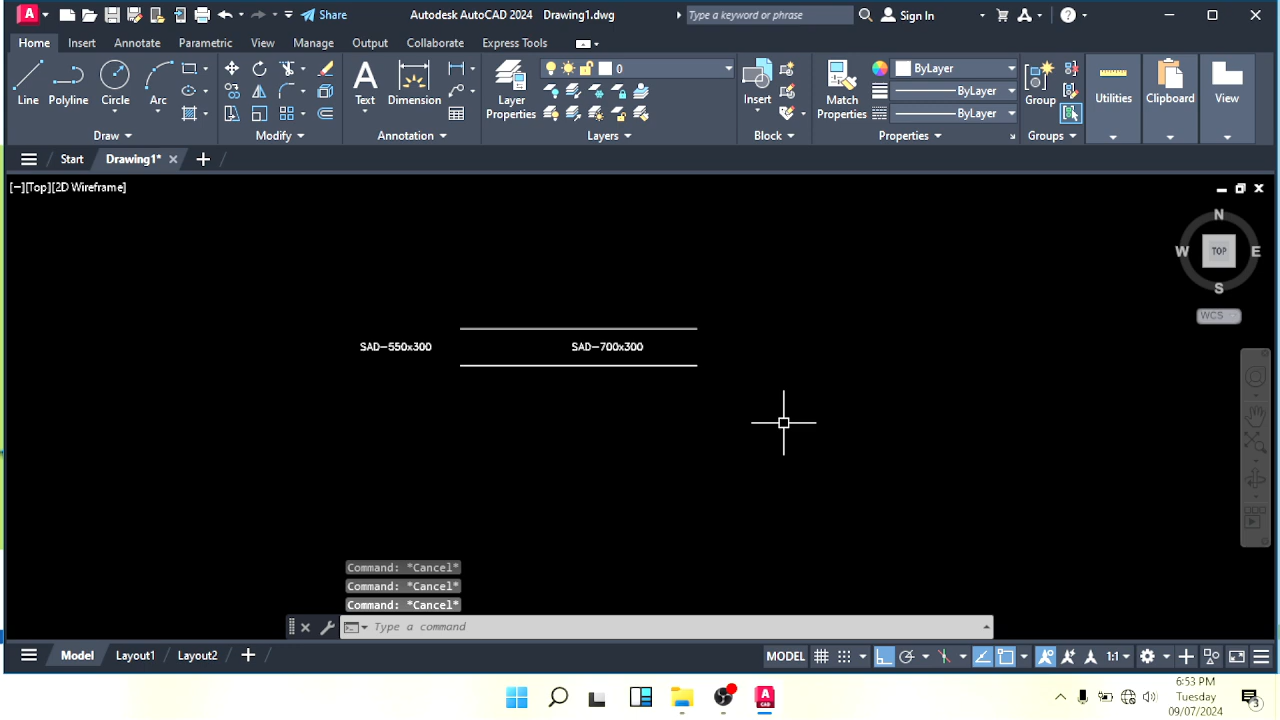 Share
Autodesk AutoCAD 2024 Drawing1.dwg
Type a keyword or phrase
Sign In
Home Insert Annotate Parametric View Manage Output Collaborate Express Tools
Line Polyline Circle Arc
Draw
Modify
Text Dimension
Annotation
Layer Properties
0
Layers
Insert
Block
Match Properties
ByLayer
ByLayer
ByLayer
Properties
Group
Groups
Utilities
Clipboard
View
Start Drawing1*
[−][Top][2D Wireframe]
N
W TOP E
S
WCS
SAD-550x300 SAD-700x300
Command: *Cancel*
Command: *Cancel*
Command: *Cancel*
Type a command
Model Layout1 Layout2
MODEL 1:1
6:53 PM
Tuesday
09/07/2024
3